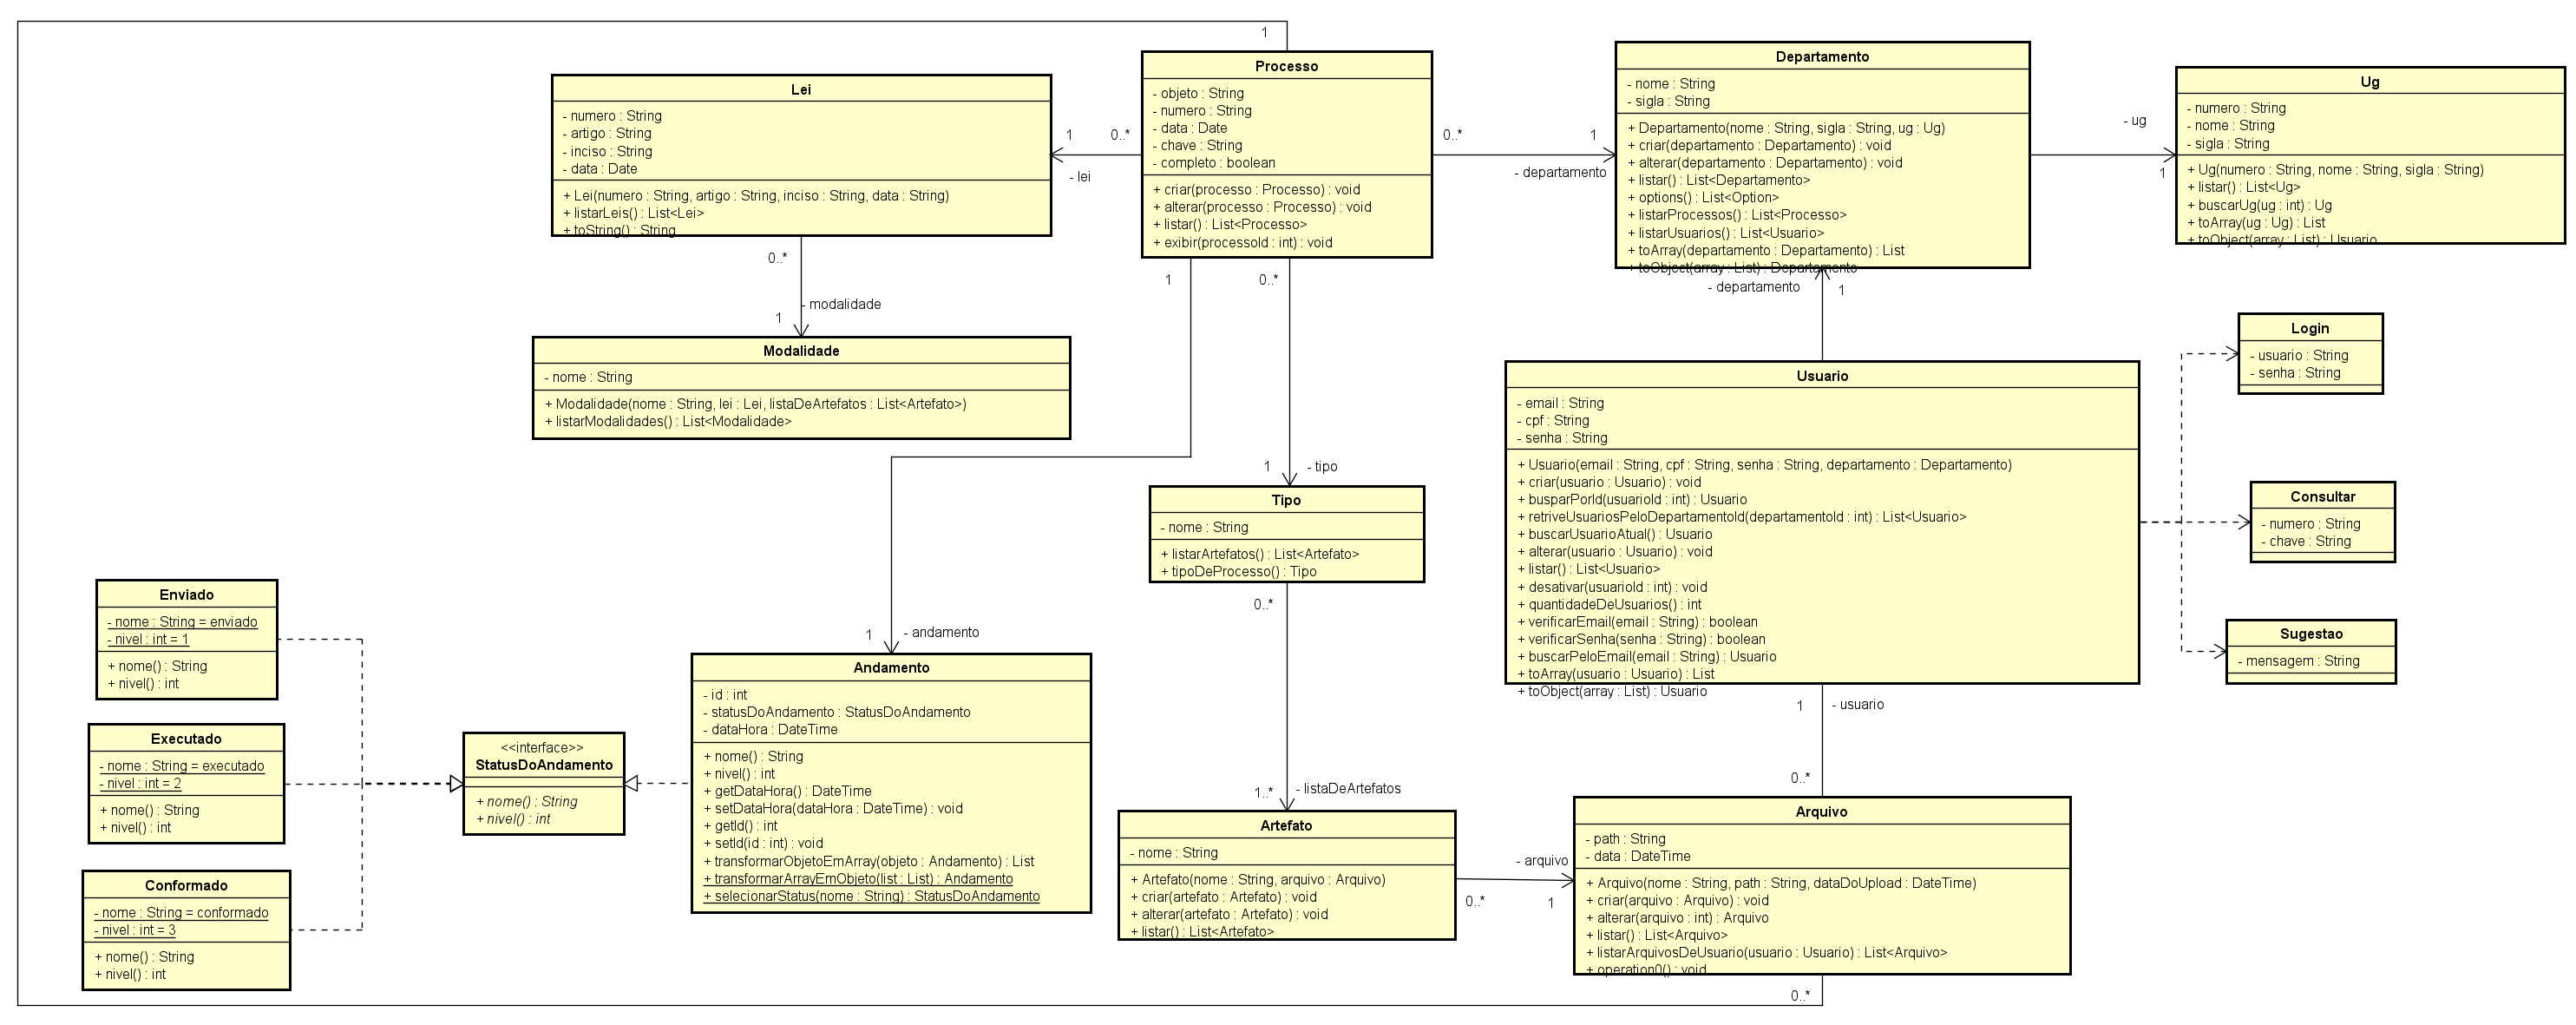 1
Processo
- objeto : String
- numero : String
- data : Date
- chave : String
- completo : boolean
+ criar(processo : Processo) : void
+ alterar(processo : Processo) : void
+ listar() : List<Processo>
+ exibir(processoId : int) : void
Lei
- numero : String
- artigo : String
- inciso : String
- data : Date
+ Lei(numero : String, artigo : String, inciso : String, data : String)
+ listarLeis() : List<Lei>
+ toString() : String
1
0..*
- lei
0..*
1
- departamento
Departamento
- nome : String
- sigla : String
+ Departamento(nome : String, sigla : String, ug : Ug)
+ criar(departamento : Departamento) : void
+ alterar(departamento : Departamento) : void
+ listar() : List<Departamento>
+ options() : List<Option>
+ listarProcessos() : List<Processo>
+ listarUsuarios() : List<Usuario>
+ toArray(departamento : Departamento) : List
+ toObject(array : List) : Departamento
- ug
1
Ug
- numero : String
- nome : String
- sigla : String
+ Ug(numero : String, nome : String, sigla : String)
+ listar() : List<Ug>
+ buscarUg(ug : int) : Ug
+ toArray(ug : Ug) : List
+ toObject(array : List) : Usuario
0..*
- modalidade
1
Modalidade
- nome : String
+ Modalidade(nome : String, lei : Lei, listaDeArtefatos : List<Artefato>)
+ listarModalidades() : List<Modalidade>
1
0..*
- departamento
1
Usuario
- email : String
- cpf : String
- senha : String
+ Usuario(email : String, cpf : String, senha : String, departamento : Departamento)
+ criar(usuario : Usuario) : void
+ busparPorId(usuarioId : int) : Usuario
+ retriveUsuariosPeloDepartamentoId(departamentoId : int) : List<Usuario>
+ buscarUsuarioAtual() : Usuario
+ alterar(usuario : Usuario) : void
+ listar() : List<Usuario>
+ desativar(usuarioId : int) : void
+ quantidadeDeUsuarios() : int
+ verificarEmail(email : String) : boolean
+ verificarSenha(senha : String) : boolean
+ buscarPeloEmail(email : String) : Usuario
+ toArray(usuario : Usuario) : List
+ toObject(array : List) : Usuario
Login
- usuario : String
- senha : String
Consultar
- numero : String
- chave : String
Sugestao
- mensagem : String
1
- tipo
Tipo
- nome : String
+ listarArtefatos() : List<Artefato>
+ tipoDeProcesso() : Tipo
0..*
1..*
- listaDeArtefatos
1
- andamento
Andamento
- id : int
- statusDoAndamento : StatusDoAndamento
- dataHora : DateTime
+ nome() : String
+ nivel() : int
+ getDataHora() : DateTime
+ setDataHora(dataHora : DateTime) : void
+ getId() : int
+ setId(id : int) : void
+ transformarObjetoEmArray(objeto : Andamento) : List
+ transformarArrayEmObjeto(list : List) : Andamento
+ selecionarStatus(nome : String) : StatusDoAndamento
Enviado
- nome : String = enviado
- nivel : int = 1
+ nome() : String
+ nivel() : int
Executado
- nome : String = executado
- nivel : int = 2
+ nome() : String
+ nivel() : int
Conformado
- nome : String = conformado
- nivel : int = 3
+ nome() : String
+ nivel() : int
<<interface>>
StatusDoAndamento
+ nome() : String
+ nivel() : int
Artefato
- nome : String
+ Artefato(nome : String, arquivo : Arquivo)
+ criar(artefato : Artefato) : void
+ alterar(artefato : Artefato) : void
+ listar() : List<Artefato>
- arquivo
0..*
1
1
- usuario
0..*
Arquivo
- path : String
- data : DateTime
+ Arquivo(nome : String, path : String, dataDoUpload : DateTime)
+ criar(arquivo : Arquivo) : void
+ alterar(arquivo : int) : Arquivo
+ listar() : List<Arquivo>
+ listarArquivosDeUsuario(usuario : Usuario) : List<Arquivo>
+ operation0() : void
0..*